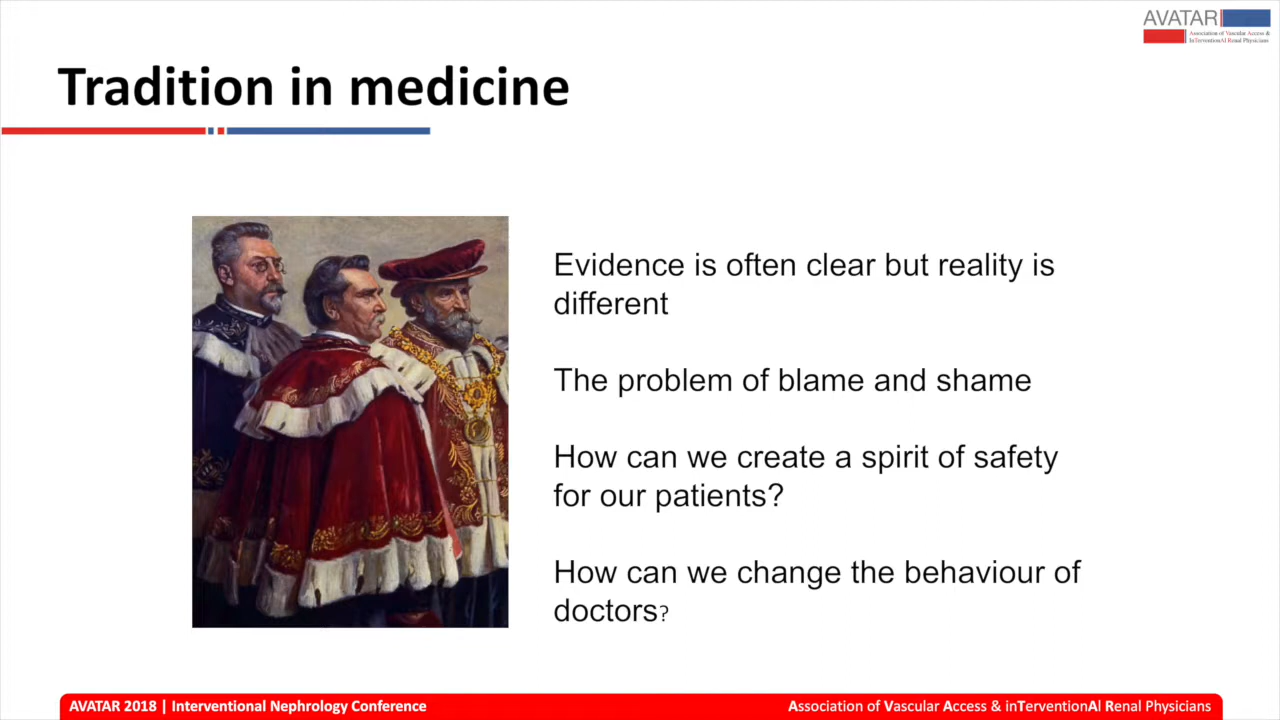 AVATAR
Association of Vascular Access &
InTerventionAl Renal Physicians
Tradition in medicine
Evidence is often clear but reality is
different
The problem of blame and shame
How can we create a spirit of safety
for our patients?
How can we change the behaviour of
doctors?
AVATAR 2018 | Interventional Nephrology Conference
Association of Vascular Access & inTerventionAl Renal Physicians